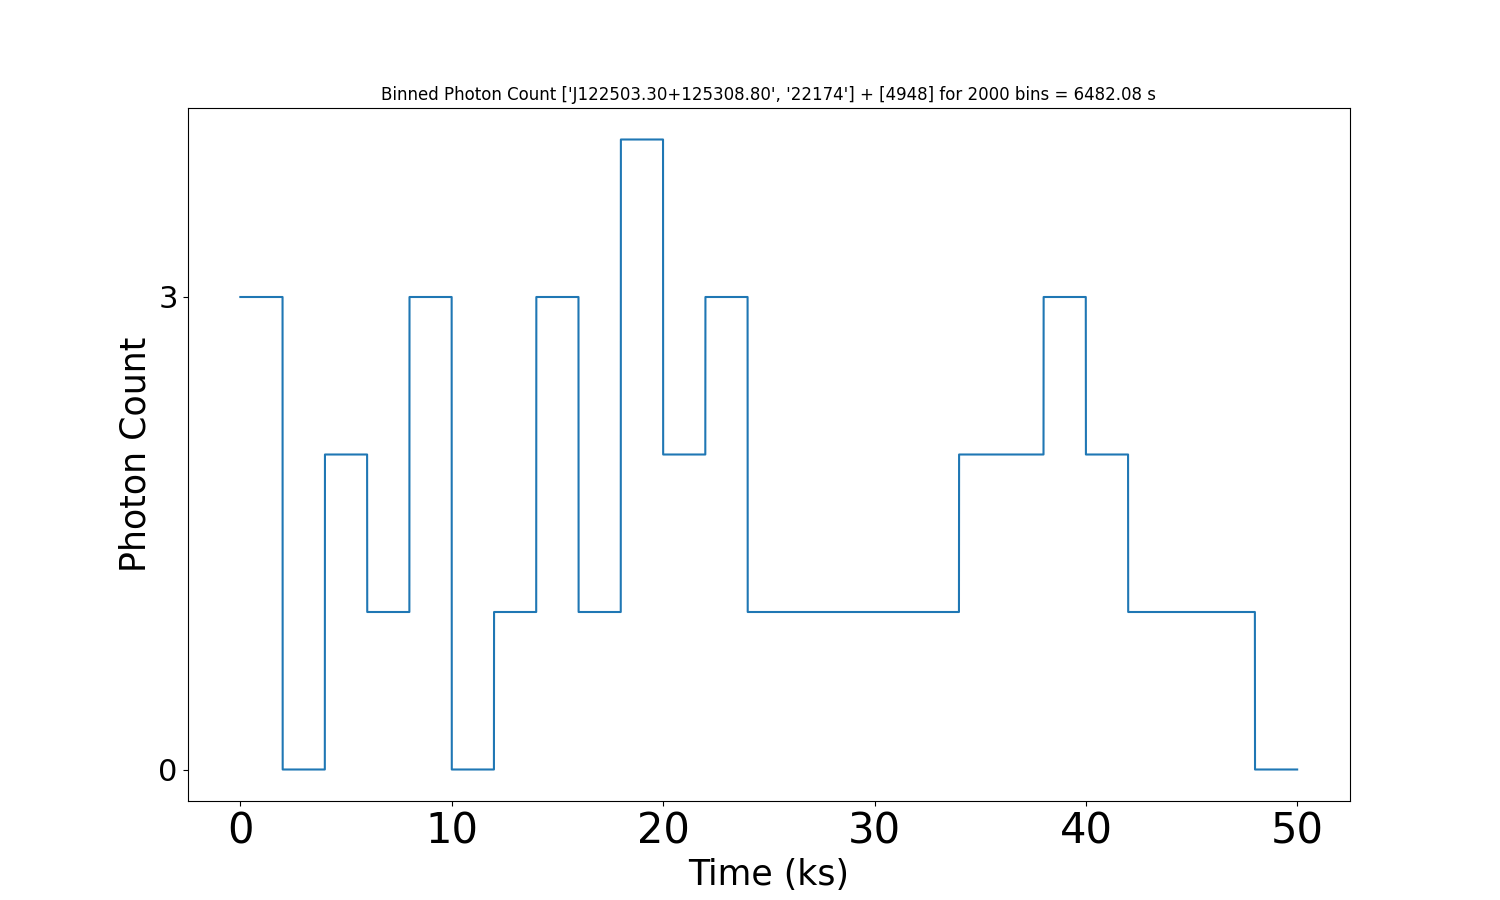 Binned Photon Count ['J122503.30+125308.80', '22174'] + [4948] for 2000 bins = 6482.08 s
3
0
Photon Count
0 10 20 30 40 50
Time (ks)